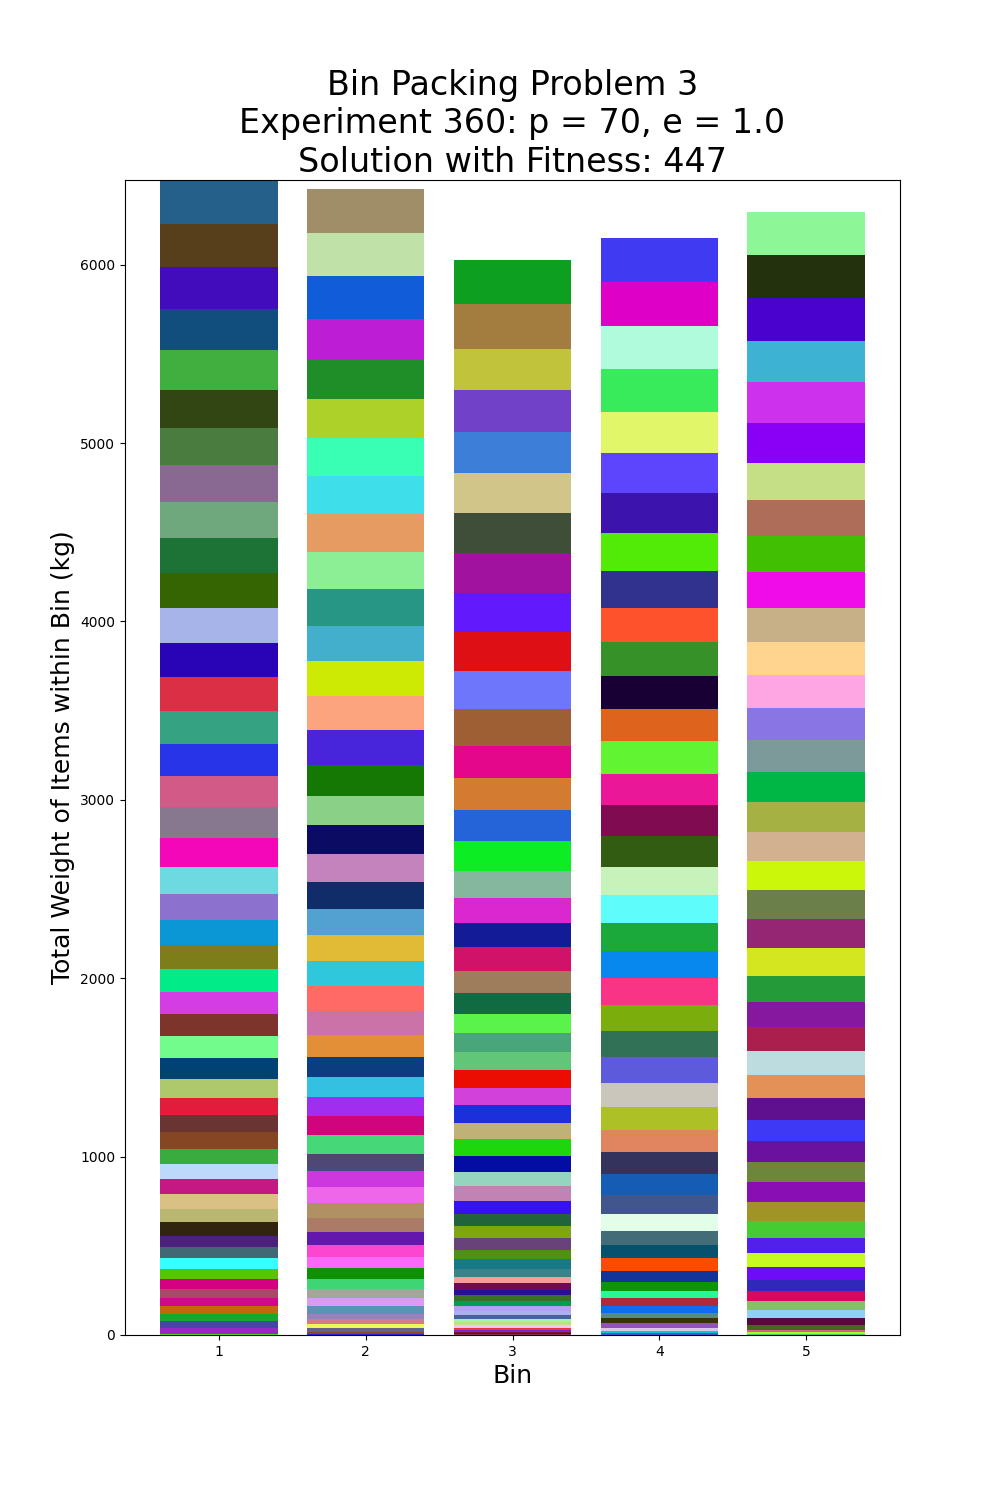 Bin Packing Problem 3
Experiment 360: p = 70, e = 1.0
Solution with Fitness: 447
Total Weight of Items within Bin (kg)
6000
5000
4000
3000
2000
1000
0
1 2 3 4 5
Bin